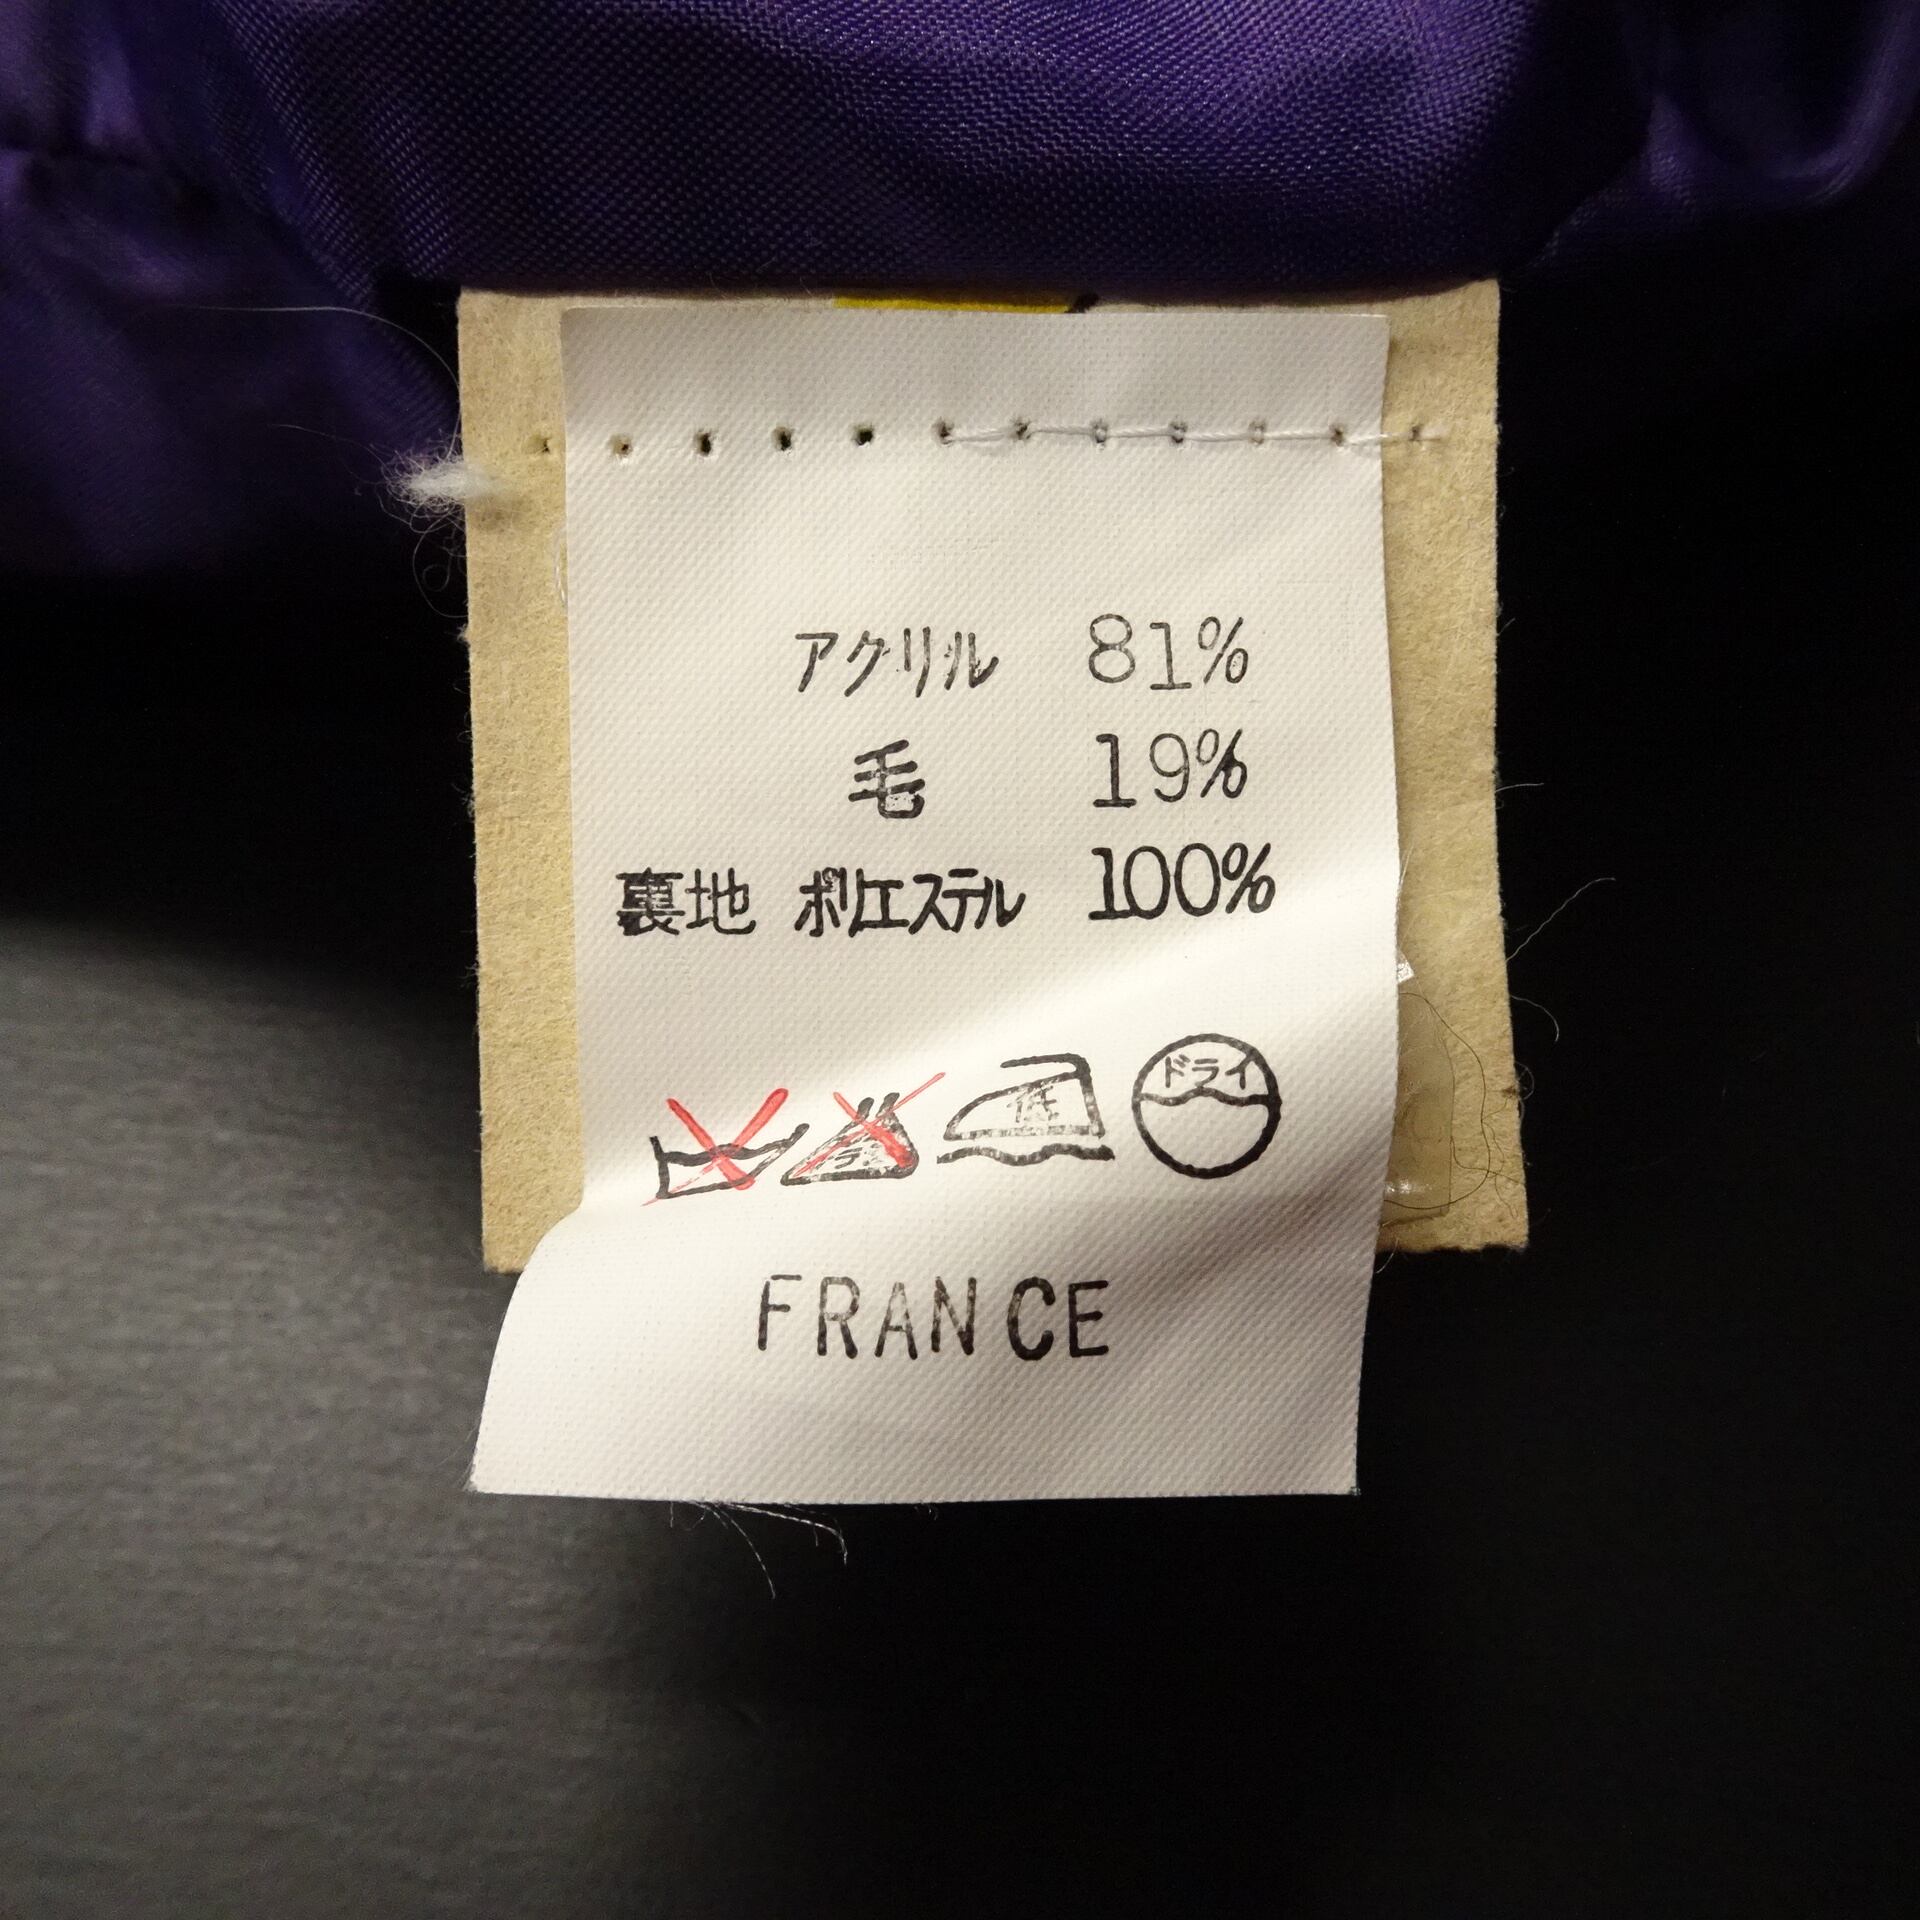 アクリル 81%
毛 19%
裏地 ポリエステル 100%
低 ドライ
FRANCE